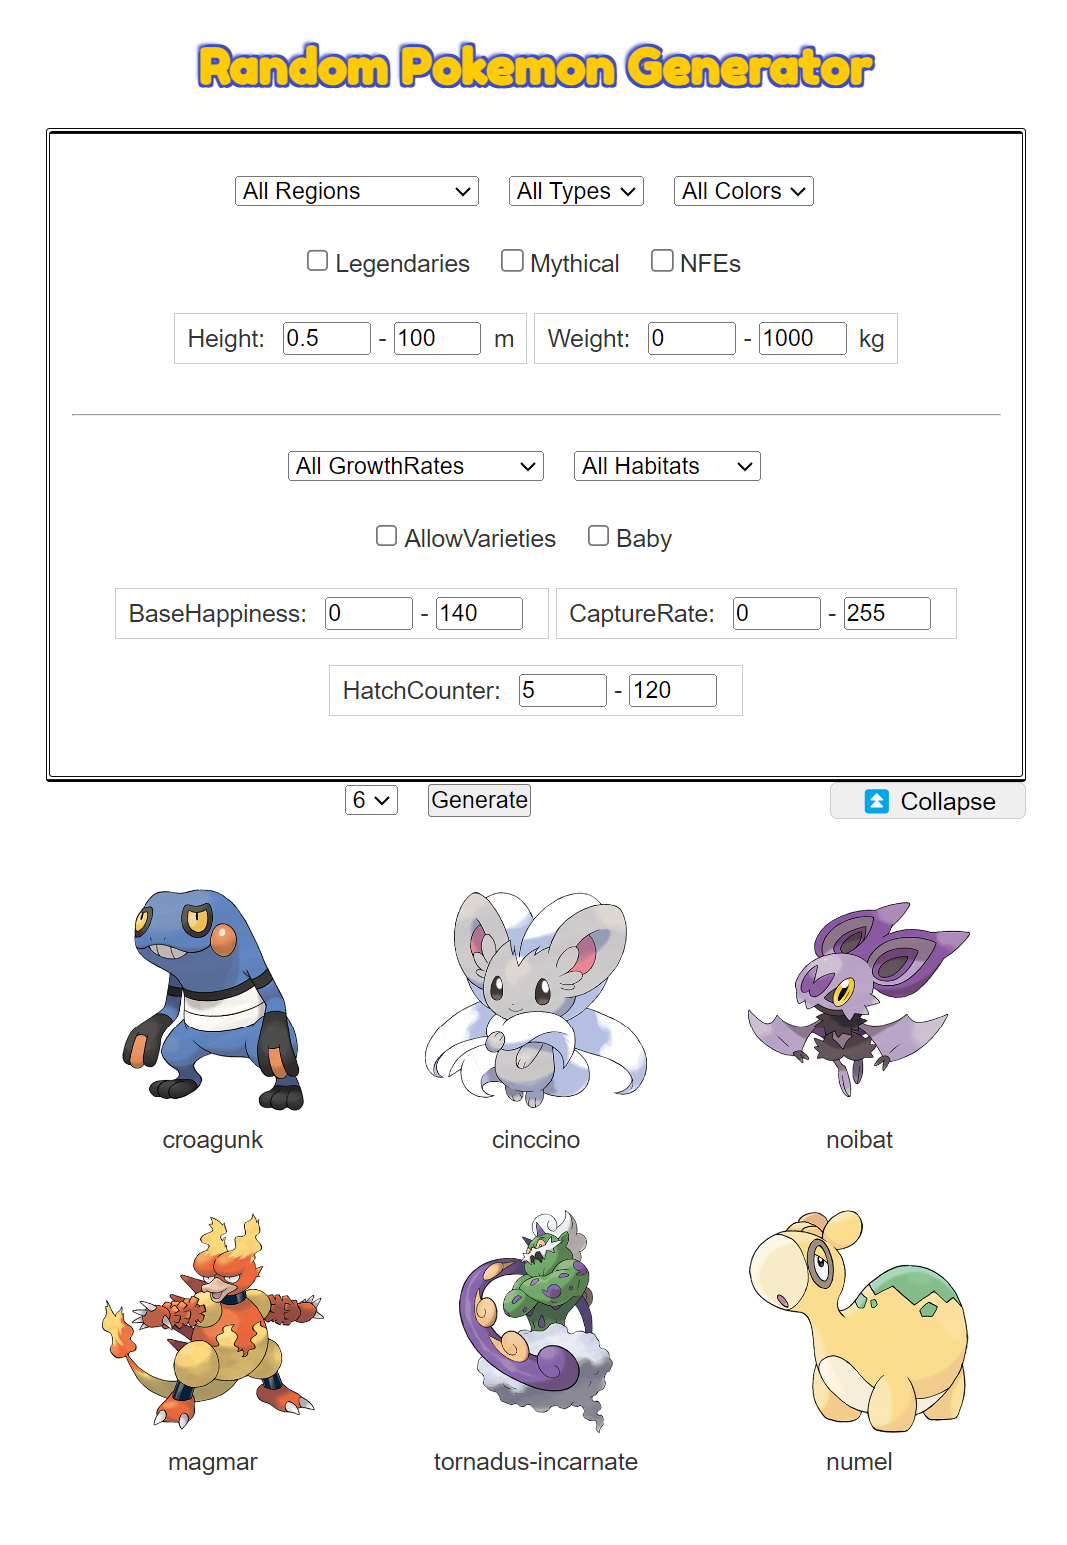 Random Pokemon Generator
All Regions All Types All Colors
Legendaries Mythical NFEs
Height: 0.5 - 100 m Weight: 0 - 1000 kg
All GrowthRates All Habitats
AllowVarieties Baby
BaseHappiness: 0 - 140 CaptureRate: 0 - 255
HatchCounter: 5 - 120
6 Generate Collapse
croagunk cinccino noibat
magmar tornadus-incarnate numel